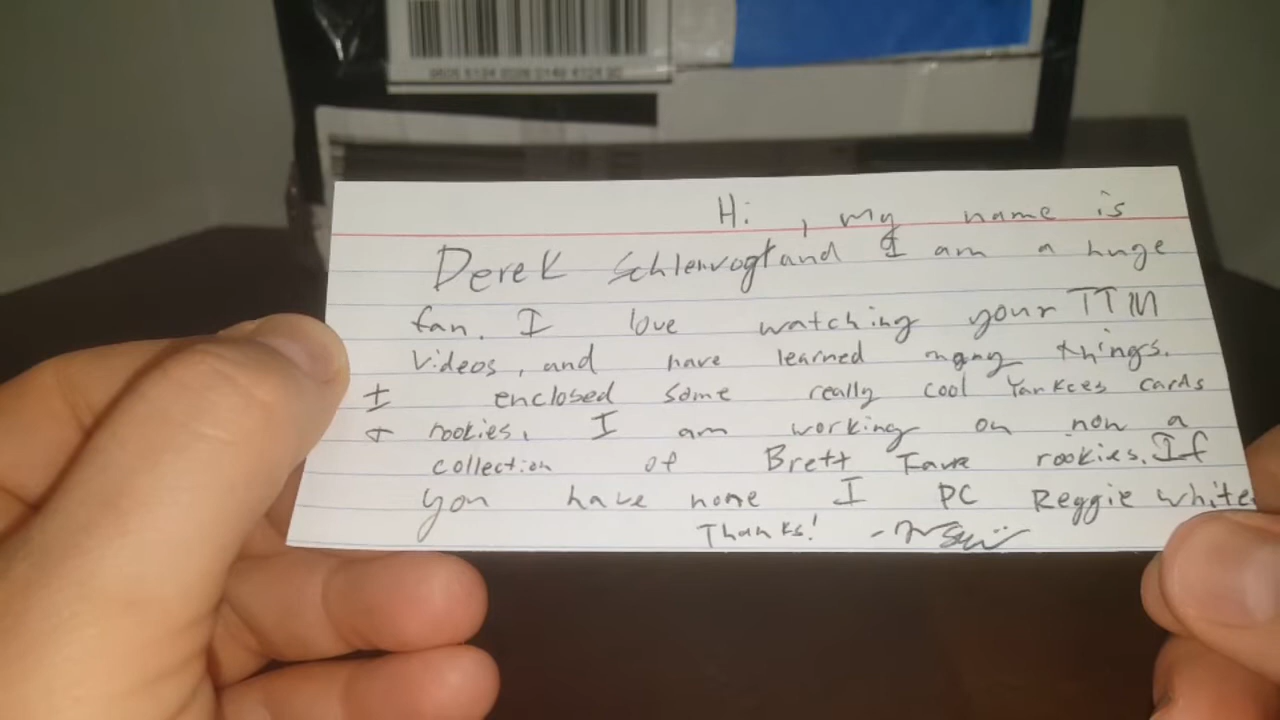 Hi, my name is
Derek Schlenvogt and I am a huge
fan. I love watching your TTM
Videos, and have learned many things.
I enclosed some really cool Yankees cards
+ rookies. I am working on now a
collection of Brett Favre rookies. If
you have none I PC Reggie White.
Thanks! -